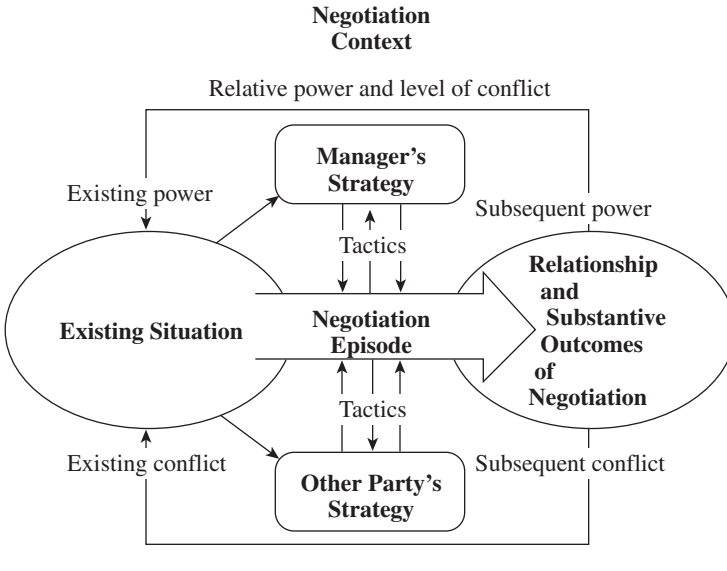 Negotiation
Context
Relative power and level of conflict
Manager's
Strategy
Existing power
Subsequent power
Tactics
Relationship
and
Substantive
Outcomes
of
Negotiation
Existing Situation
Negotiation
Episode
Tactics
Existing conflict
Subsequent conflict
Other Party's
Strategy